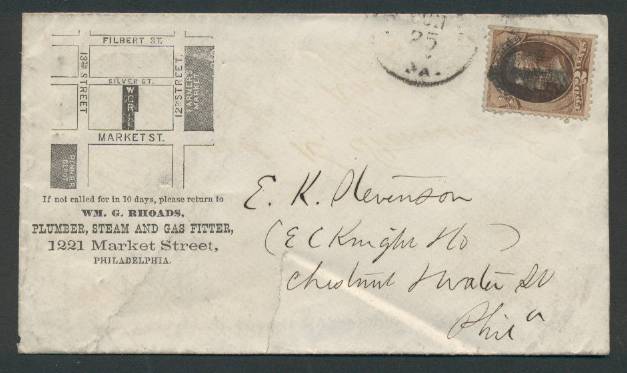 FILBERT ST.
13TH STREET
SILVER ST.
12TH STREET.
FARMERS MARKET
W.G.R.
MARKET ST.
If not called for in 10 days, please return to
WM. G. RHOADS,
PLUMBER, STEAM AND GAS FITTER,
1221 Market Street,
PHILADELPHIA.
25
PA.
E. K. Stevenson
(E C Knight & Co)
Chestnut & Water St
Phila